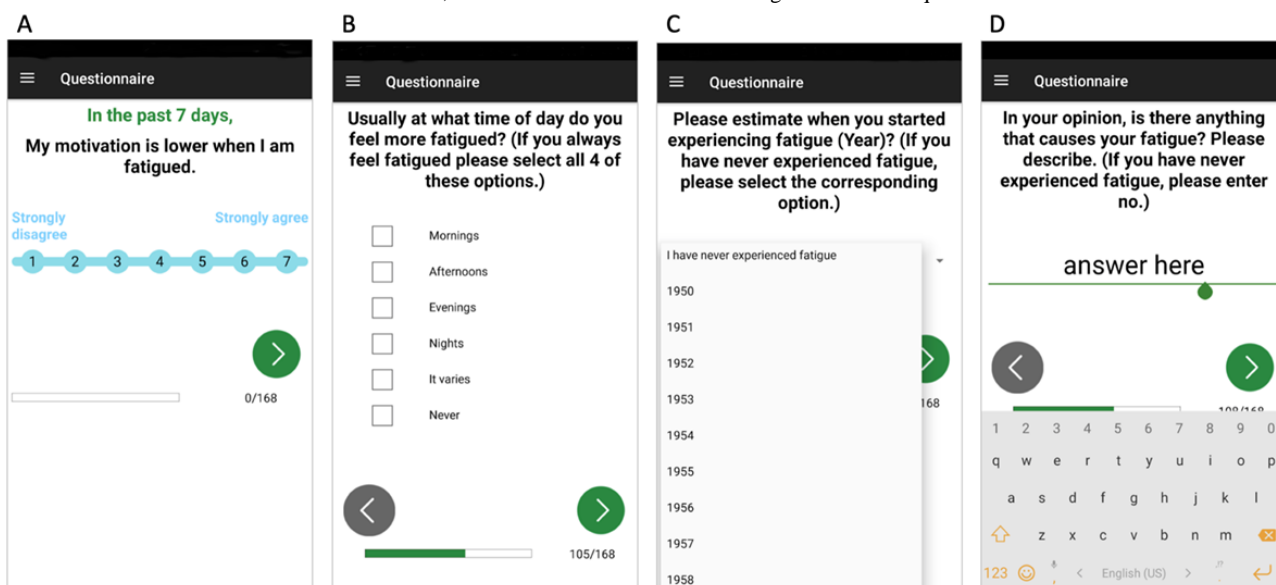 A
Questionnaire
In the past 7 days,
My motivation is lower when I am
fatigued.
Strongly
disagree
Strongly agree
1 2 3 4 5 6 7
0/168
B
Questionnaire
Usually at what time of day do you
feel more fatigued? (If you always
feel fatigued please select all 4 of
these options.)
Mornings
Afternoons
Evenings
Nights
It varies
Never
105/168
C
Questionnaire
Please estimate when you started
experiencing fatigue (Year)? (If you
have never experienced fatigue,
please select the corresponding
option.)
I have never experienced fatigue
1950
1951
1952
1953
1954
1955
1956
1957
1958
168
D
Questionnaire
In your opinion, is there anything
that causes your fatigue? Please
describe. (If you have never
experienced fatigue, please enter
no.)
answer here
1 2 3 4 5 6 7 8 9 0
q w e r t y u i o p
a s d f g h j k l
z x c v b n m
123 , < English (US) >